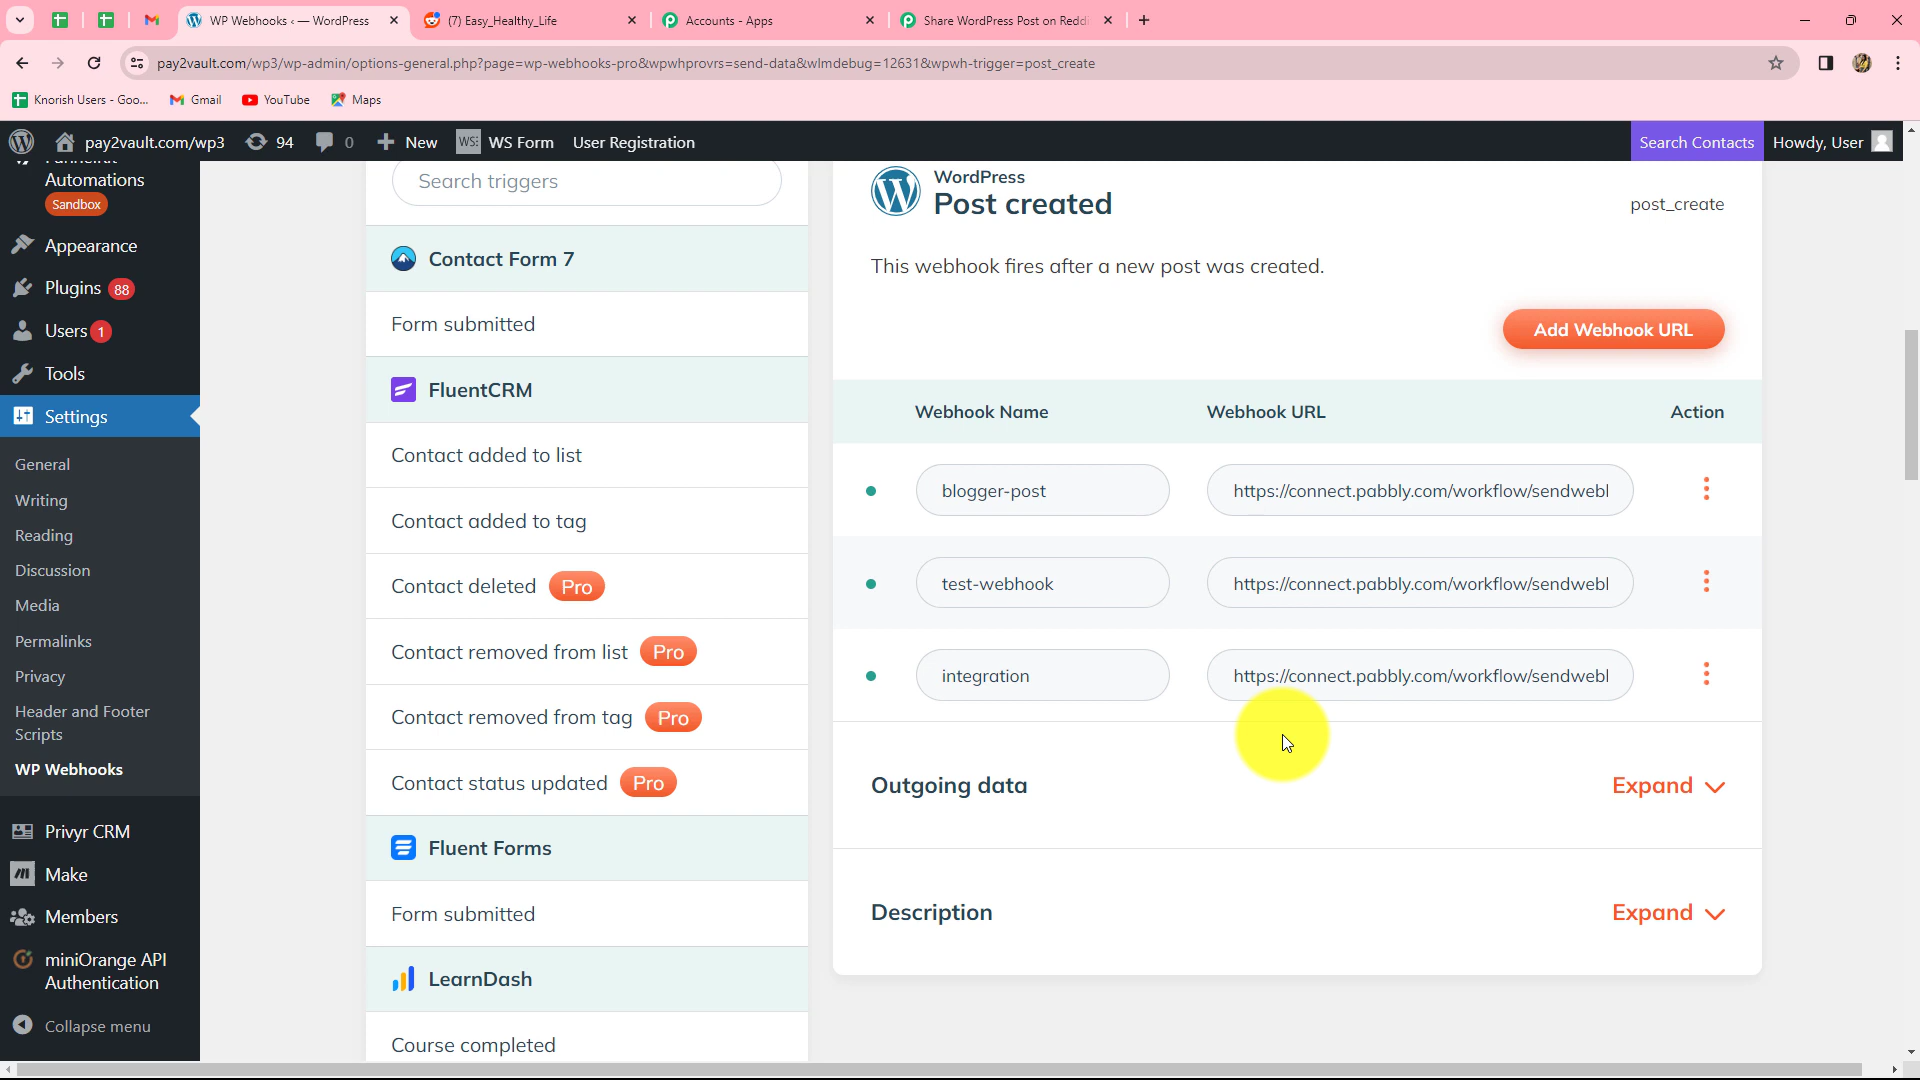 WP Webhooks ‹ — WordPress
(7) Easy_Healthy_Life
Accounts - Apps
Share WordPress Post on Reddi
pay2vault.com/wp3/wp-admin/options-general.php?page=wp-webhooks-pro&wpwhprovrs=send-data&wlmdebug=12631&wpwh-trigger=post_create
Knorish Users - Goo...
Gmail
YouTube
Maps
pay2vault.com/wp3
94
0
New
WS Form
User Registration
Search Contacts
Howdy, User
Automations
Sandbox
Appearance
Plugins 88
Users 1
Tools
Settings
General
Writing
Reading
Discussion
Media
Permalinks
Privacy
Header and Footer
Scripts
WP Webhooks
Privyr CRM
Make
Members
miniOrange API
Authentication
Collapse menu
Search triggers
Contact Form 7
Form submitted
FluentCRM
Contact added to list
Contact added to tag
Contact deleted Pro
Contact removed from list Pro
Contact removed from tag Pro
Contact status updated Pro
Fluent Forms
Form submitted
LearnDash
Course completed
WordPress
Post created
post_create
This webhook fires after a new post was created.
Add Webhook URL
Webhook Name
Webhook URL
Action
blogger-post
https://connect.pabbly.com/workflow/sendwebl
test-webhook
https://connect.pabbly.com/workflow/sendwebl
integration
https://connect.pabbly.com/workflow/sendwebl
Outgoing data
Expand
Description
Expand